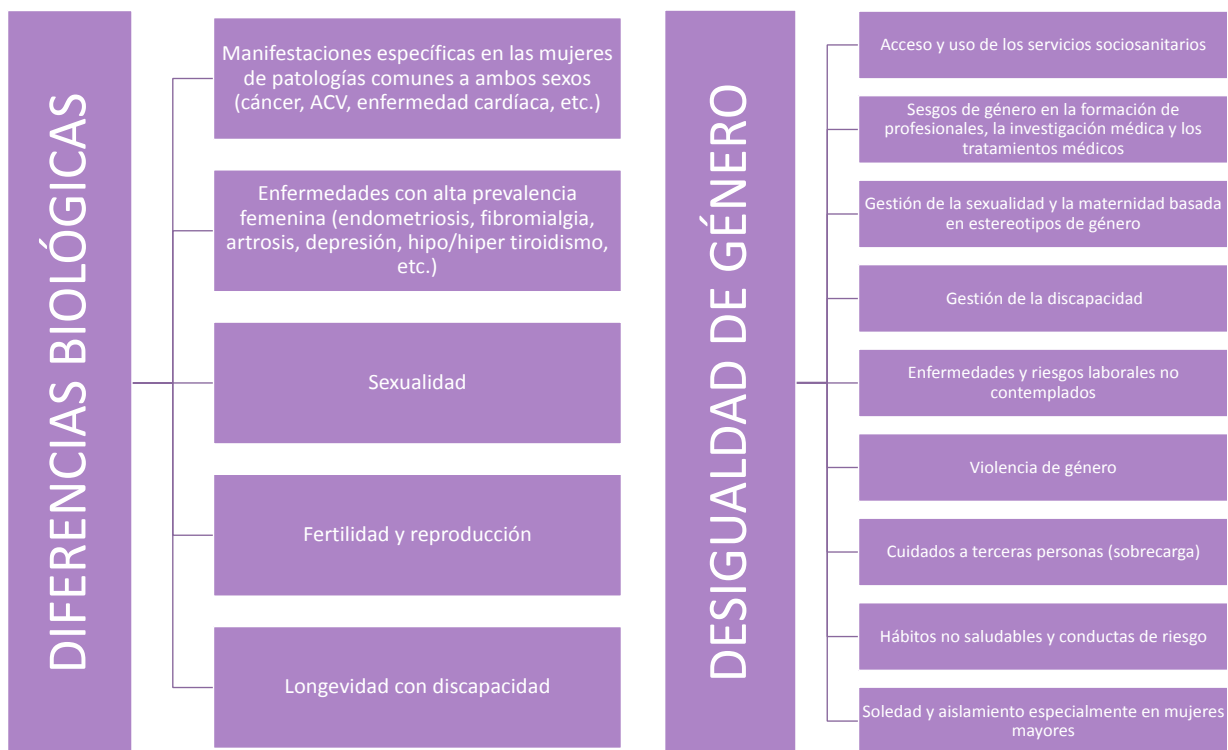 DIFERENCIAS BIOLÓGICAS
Manifestaciones específicas en las mujeres
de patologías comunes a ambos sexos
(cáncer, ACV, enfermedad cardíaca, etc.)
Enfermedades con alta prevalencia
femenina (endometriosis, fibromialgia,
artrosis, depresión, hipo/hiper tiroidismo,
etc.)
Sexualidad
Fertilidad y reproducción
Longevidad con discapacidad
DESIGUALDAD DE GÉNERO
Acceso y uso de los servicios sociosanitarios
Sesgos de género en la formación de
profesionales, la investigación médica y los
tratamientos médicos
Gestión de la sexualidad y la maternidad basada
en estereotipos de género
Gestión de la discapacidad
Enfermedades y riesgos laborales no
contemplados
Violencia de género
Cuidados a terceras personas (sobrecarga)
Hábitos no saludables y conductas de riesgo
Soledad y aislamiento especialmente en mujeres
mayores